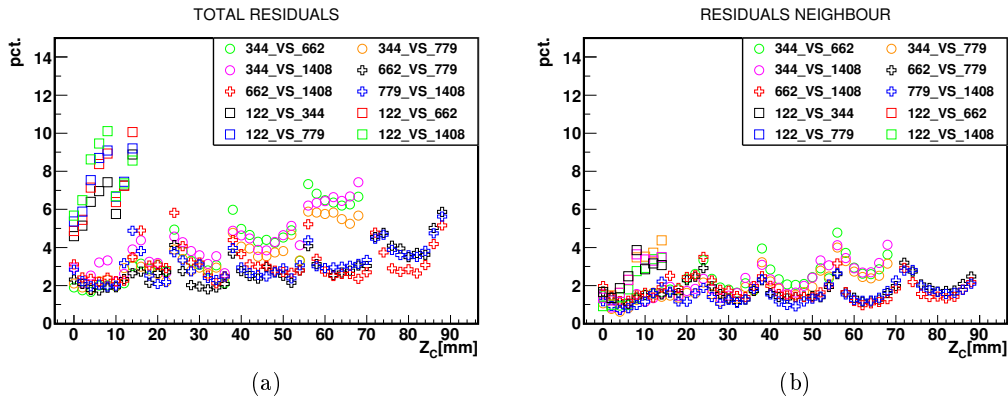 TOTAL RESIDUALS
pct.
14
12
10
8
6
4
2
0
344_VS_662 344_VS_779
344_VS_1408 662_VS_779
662_VS_1408 779_VS_1408
122_VS_344 122_VS_662
122_VS_779 122_VS_1408
0 10 20 30 40 50 60 70 80 90
Z_C[mm]
(a)
RESIDUALS NEIGHBOUR
pct.
14
12
10
8
6
4
2
0
344_VS_662 344_VS_779
344_VS_1408 662_VS_779
662_VS_1408 779_VS_1408
122_VS_344 122_VS_662
122_VS_779 122_VS_1408
0 10 20 30 40 50 60 70 80 90
Z_C[mm]
(b)